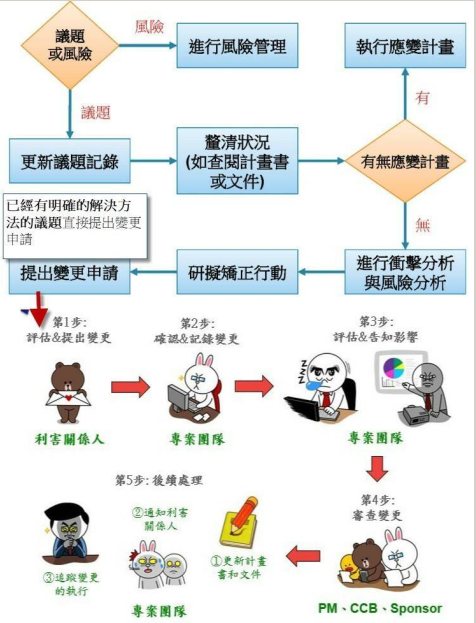 議題
或風險
風險
進行風險管理
執行應變計畫
議題
有
更新議題記錄
釐清狀況
(如查閱計畫書
或文件)
有無應變計畫
已經有明確的解決方
法的議題直接提出變更
申請
無
提出變更申請
研擬矯正行動
進行衝擊分析
與風險分析
第1步:
評估&提出變更
利害關係人
第2步:
確認&記錄變更
專案團隊
第3步:
評估&告知影響
z
z
z
專案團隊
第4步:
審查變更
PM、CCB、Sponsor
第5步: 後續處理
①更新計畫
書和文件
②通知利害
關係人
③追蹤變更
的執行
專案團隊